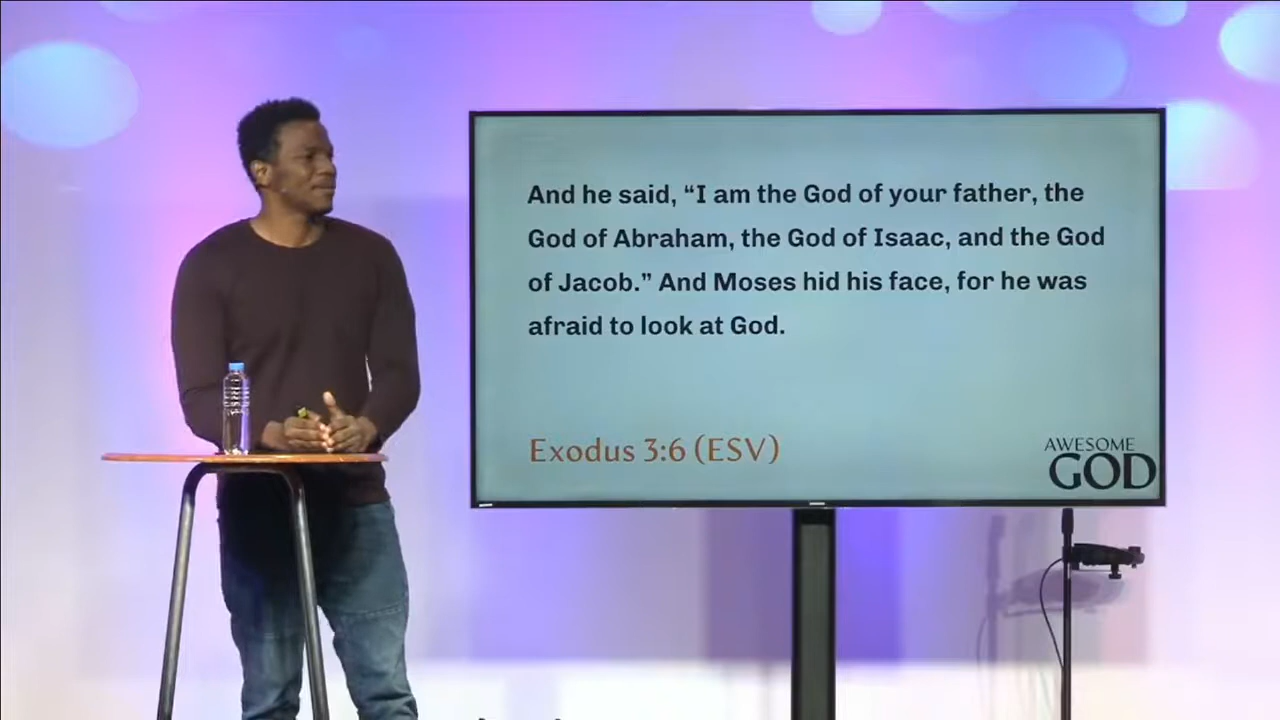 And he said, “I am the God of your father, the
God of Abraham, the God of Isaac, and the God
of Jacob.” And Moses hid his face, for he was
afraid to look at God.
Exodus 3:6 (ESV)
AWESOME
GOD